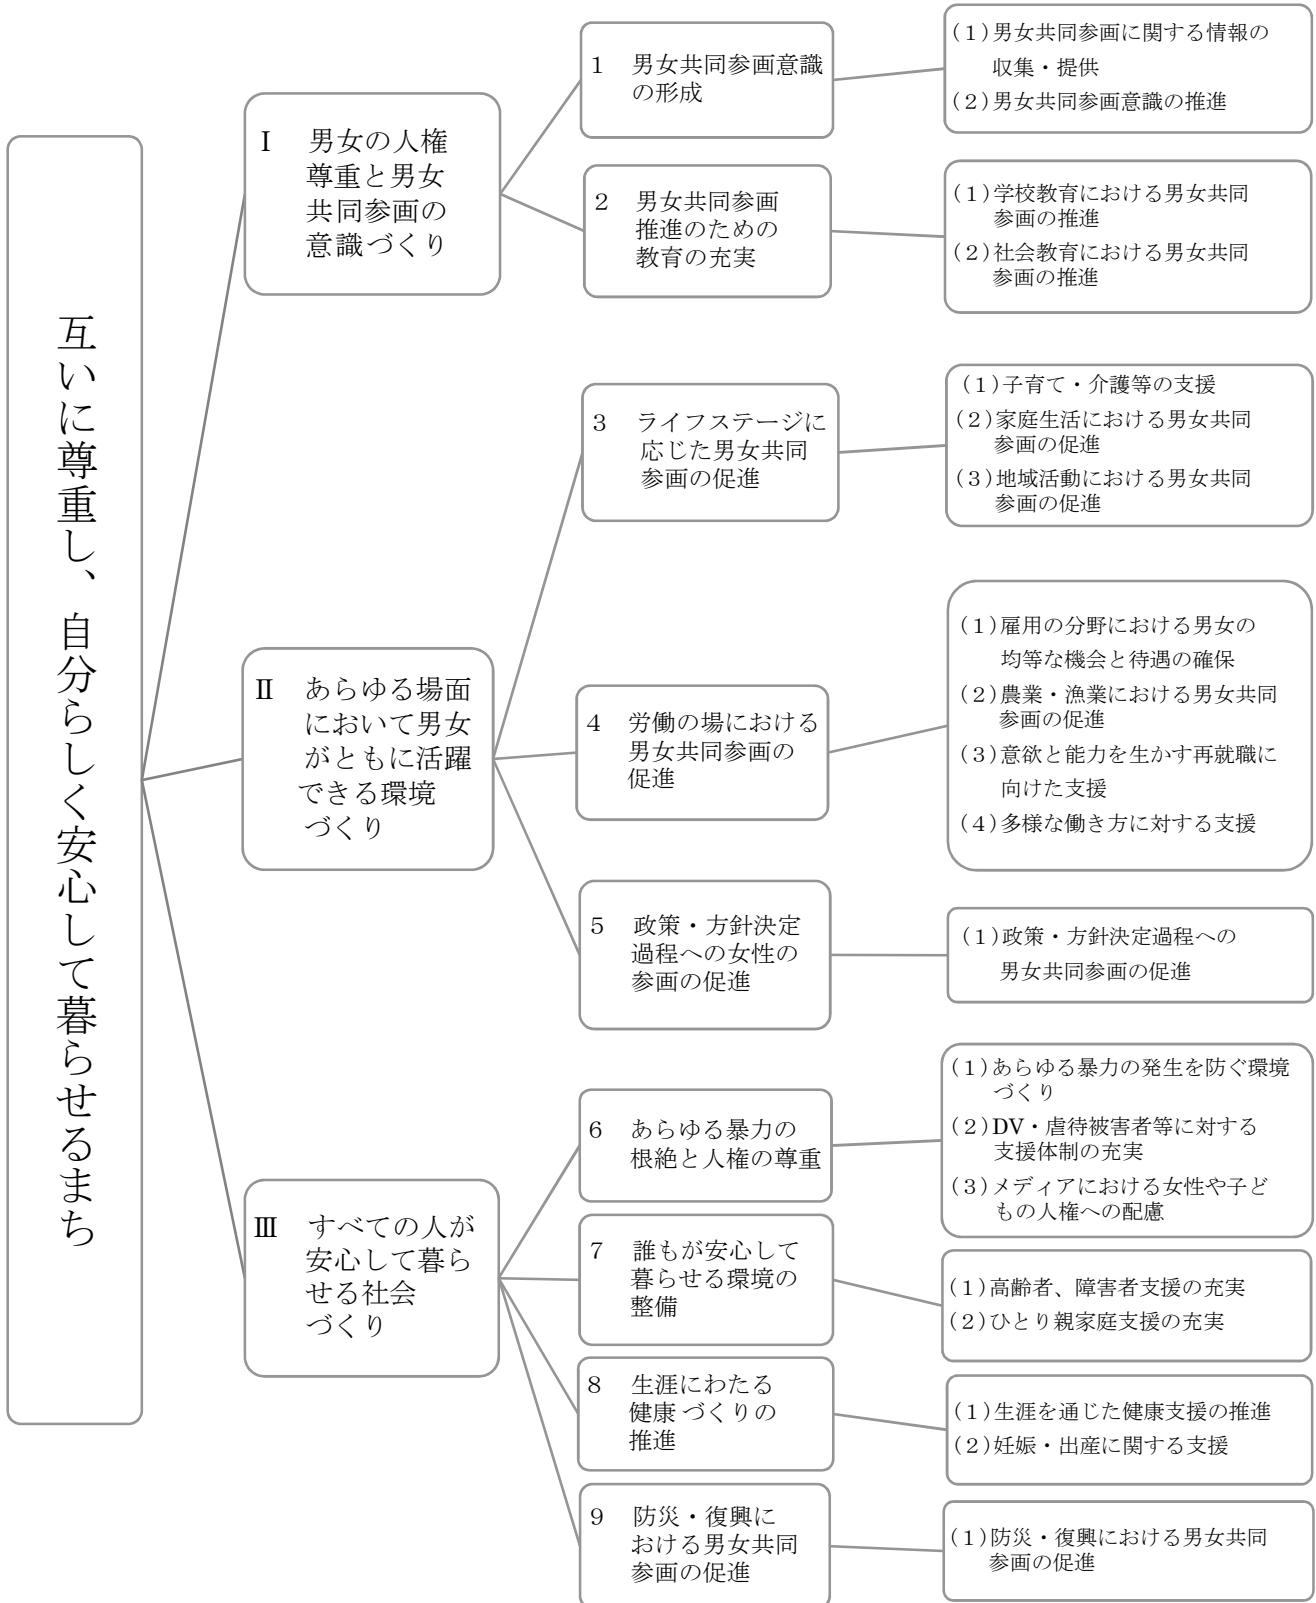 互いに尊重し、自分らしく安心して暮らせるまち
Ⅰ　男女の人権
尊重と男女
共同参画の
意識づくり
１　男女共同参画意識
の形成
(１)男女共同参画に関する情報の
収集・提供
(２)男女共同参画意識の推進
２　男女共同参画
推進のための
教育の充実
(１)学校教育における男女共同
参画の推進
(２)社会教育における男女共同
参画の推進
Ⅱ　あらゆる場面
において男女
がともに活躍
できる環境
づくり
３　ライフステージに
応じた男女共同
参画の促進
(１)子育て・介護等の支援
(２)家庭生活における男女共同
参画の促進
(３)地域活動における男女共同
参画の促進
４　労働の場における
男女共同参画の
促進
(１)雇用の分野における男女の
均等な機会と待遇の確保
(２)農業・漁業における男女共同
参画の促進
(３)意欲と能力を生かす再就職に
向けた支援
(４)多様な働き方に対する支援
５　政策・方針決定
過程への女性の
参画の促進
(１)政策・方針決定過程への
男女共同参画の促進
Ⅲ　すべての人が
安心して暮ら
せる社会
づくり
６　あらゆる暴力の
根絶と人権の尊重
(１)あらゆる暴力の発生を防ぐ環境
づくり
(２)DV・虐待被害者等に対する
支援体制の充実
(３)メディアにおける女性や子ど
もの人権への配慮
７　誰もが安心して
暮らせる環境の
整備
(１)高齢者、障害者支援の充実
(２)ひとり親家庭支援の充実
８　生涯にわたる
健康づくりの
推進
(１)生涯を通じた健康支援の推進
(２)妊娠・出産に関する支援
９　防災・復興に
おける男女共同
参画の促進
(１)防災・復興における男女共同
参画の促進